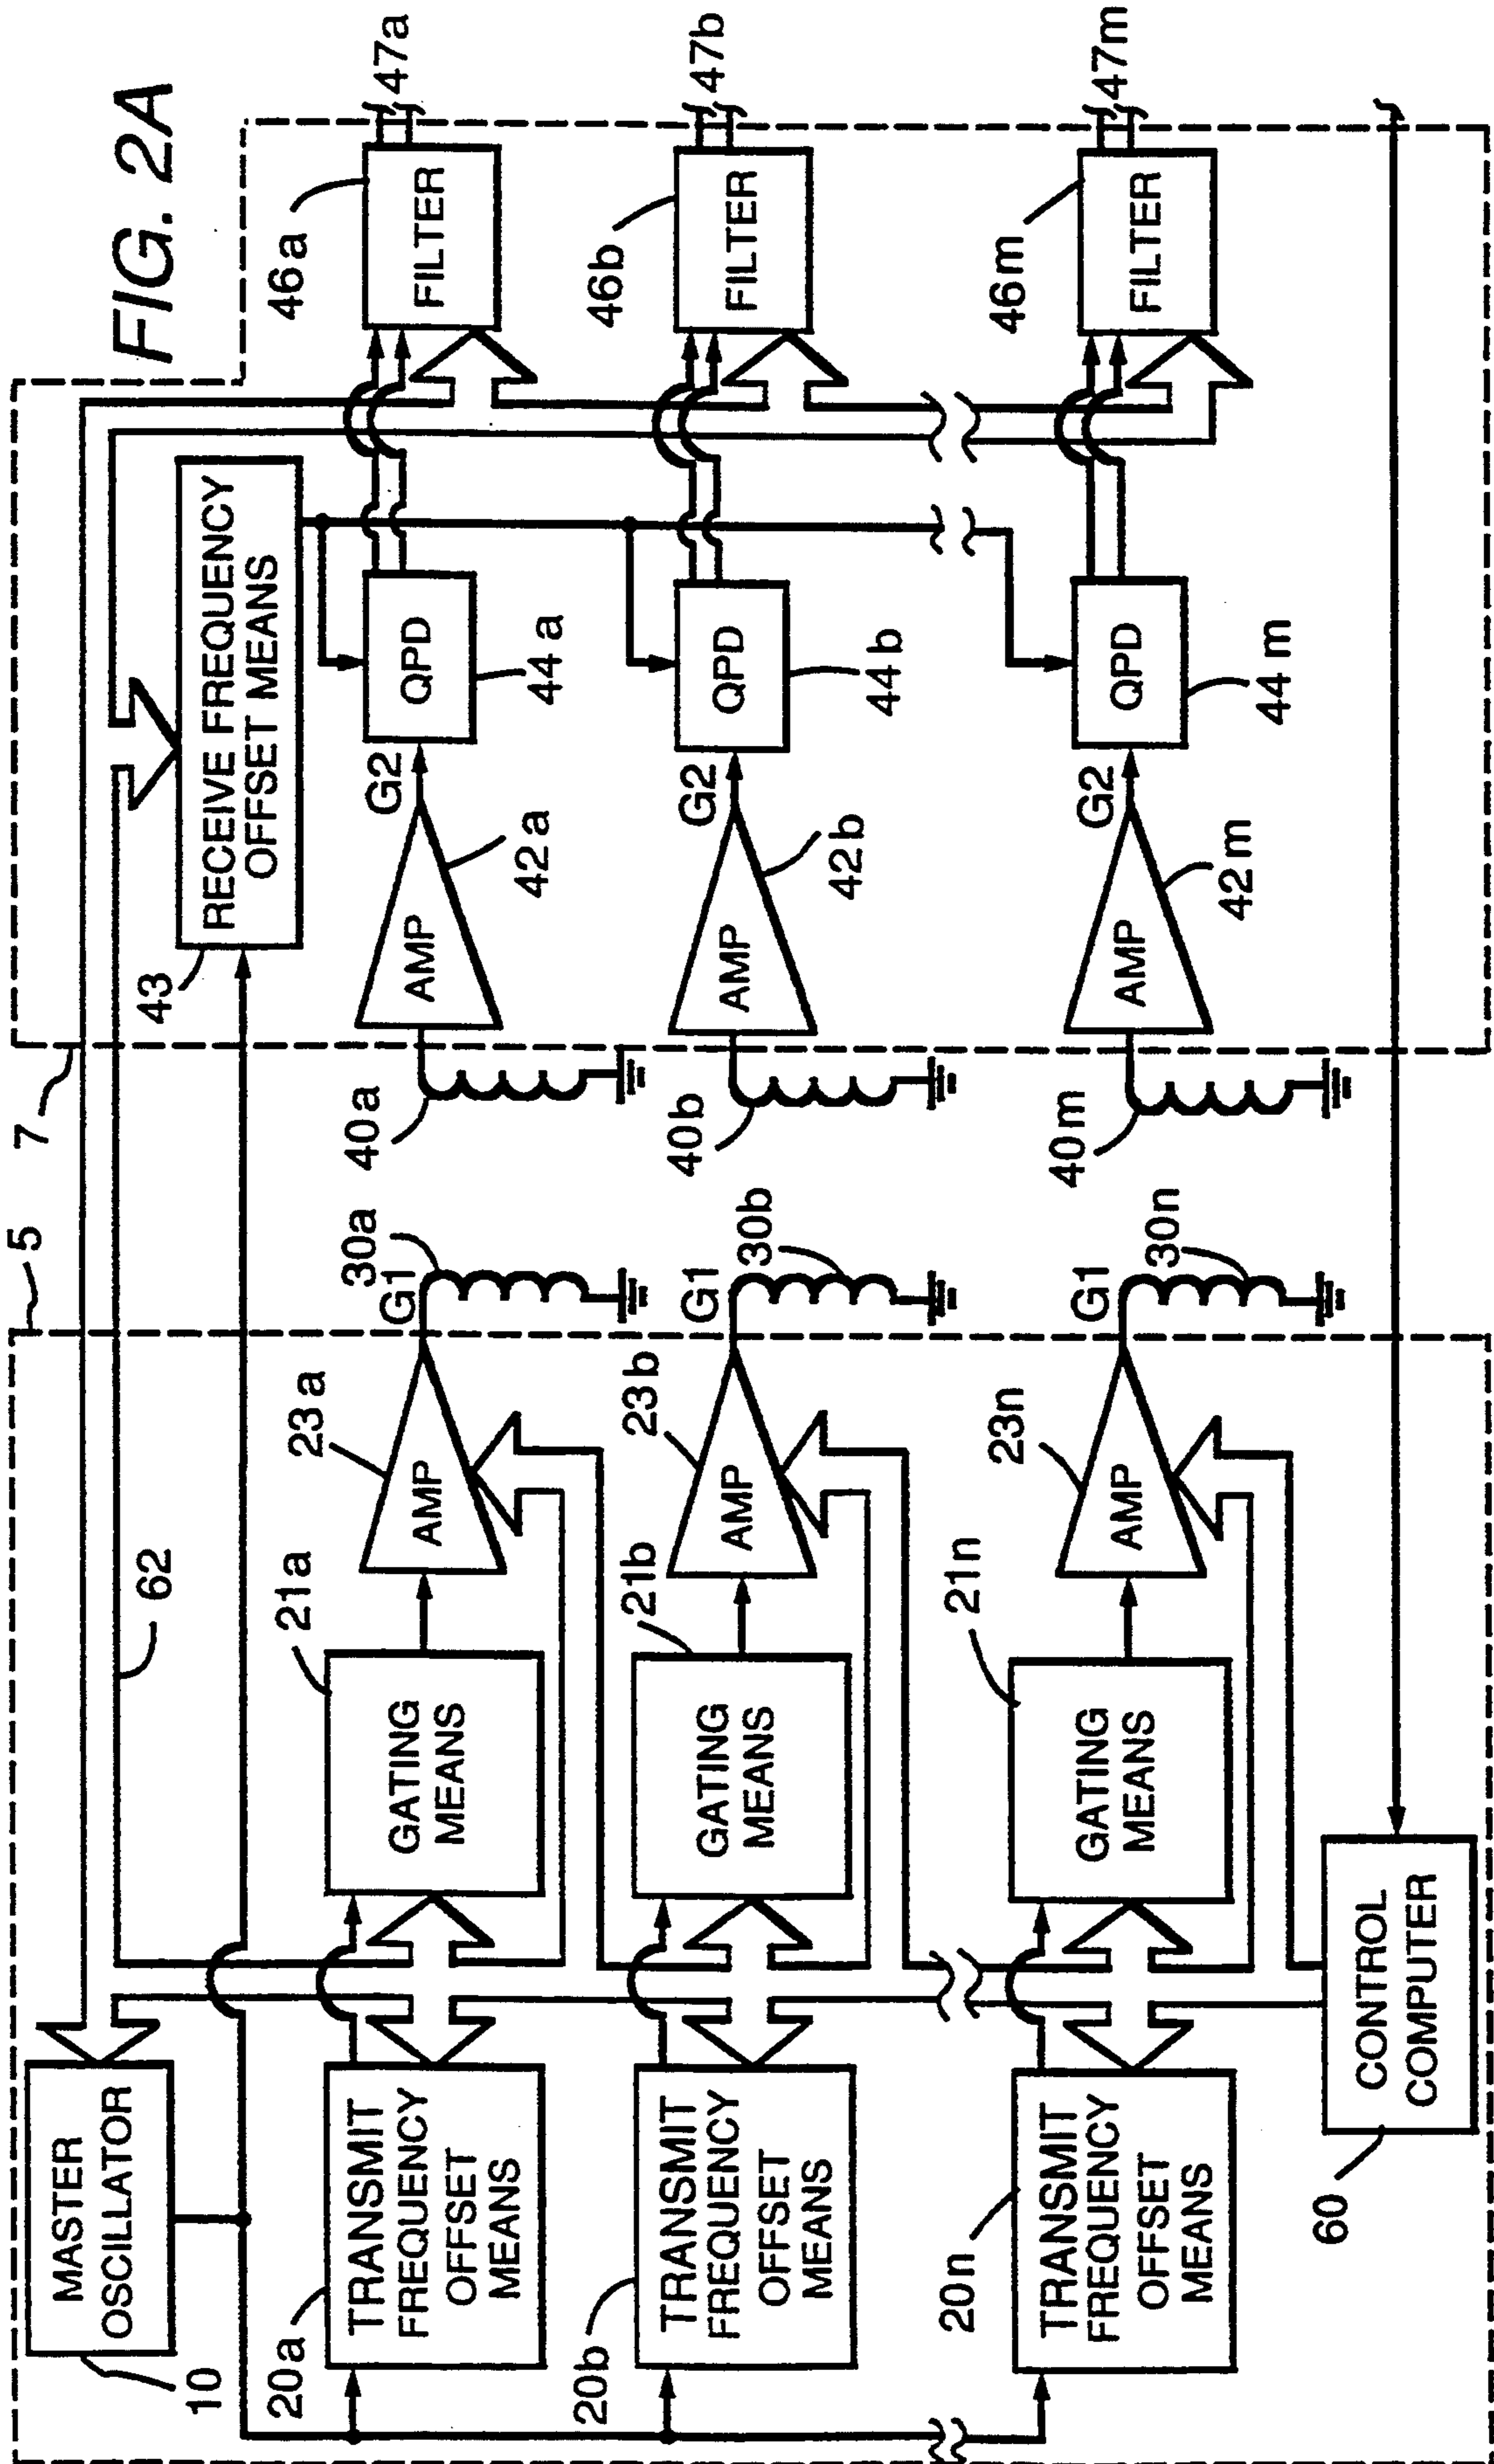 FIG. 2A
5
7
MASTER
OSCILLATOR
10
62
43
RECEIVE FREQUENCY
OFFSET MEANS
20a
TRANSMIT
FREQUENCY
OFFSET
MEANS
21a
GATING
MEANS
23a
AMP
G1
30a
40a
AMP
42a
G2
QPD
44a
46a
FILTER
47a
20b
TRANSMIT
FREQUENCY
OFFSET
MEANS
21b
GATING
MEANS
23b
AMP
G1
30b
40b
AMP
42b
G2
QPD
44b
46b
FILTER
47b
20n
TRANSMIT
FREQUENCY
OFFSET
MEANS
21n
GATING
MEANS
23n
AMP
G1
30n
40m
AMP
42m
G2
QPD
44m
46m
FILTER
47m
60
CONTROL
COMPUTER